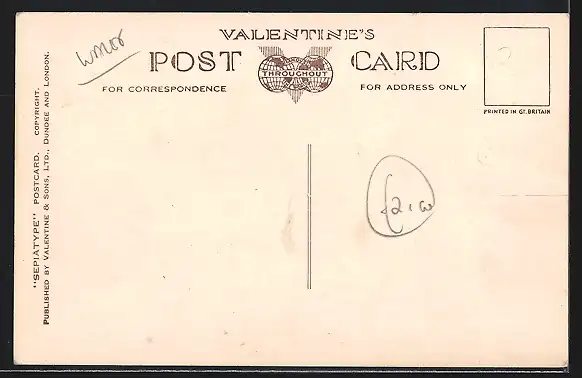 VALENTINE'S
POST CARD
THROUGHOUT
FOR CORRESPONDENCE
FOR ADDRESS ONLY
PRINTED IN GT. BRITAIN
"SEPIATYPE" POSTCARD. COPYRIGHT.
PUBLISHED BY VALENTINE & SONS, LTD., DUNDEE AND LONDON.